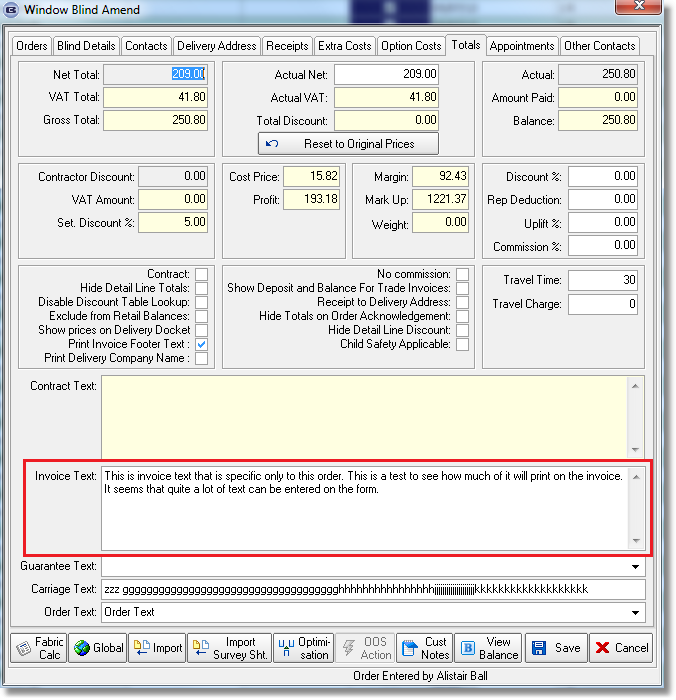 Window Blind Amend
Orders Blind Details Contacts Delivery Address Receipts Extra Costs Option Costs Totals Appointments Other Contacts
Net Total: 209.00 Actual Net: 209.00 Actual: 250.80
VAT Total: 41.80 Actual VAT: 41.80 Amount Paid: 0.00
Gross Total: 250.80 Total Discount: 0.00 Balance: 250.80
Reset to Original Prices
Contractor Discount: 0.00 Cost Price: 15.82 Margin: 92.43 Discount %: 0.00
VAT Amount: 0.00 Profit: 193.18 Mark Up: 1221.37 Rep Deduction: 0.00
Set. Discount %: 5.00 Weight: 0.00 Uplift %: 0.00
Commission %: 0.00
Contract: No commission: Travel Time: 30
Hide Detail Line Totals: Show Deposit and Balance For Trade Invoices:
Disable Discount Table Lookup: Receipt to Delivery Address: Travel Charge: 0
Exclude from Retail Balances: Hide Totals on Order Acknowledgement:
Show prices on Delivery Docket Hide Detail Line Discount:
Print Invoice Footer Text : Child Safety Applicable:
Print Delivery Company Name :
Contract Text:
Invoice Text: This is invoice text that is specific only to this order. This is a test to see how much of it will print on the invoice.
It seems that quite a lot of text can be entered on the form.
Guarantee Text:
Carriage Text: zzz gggggggggggggggggggggggggggggggggggghhhhhhhhhhhhhhhhjjjjjjjjjjjjjjjjjjjjkkkkkkkkkkkkkkkkkkk
Order Text: Order Text
Fabric Calc Global Import Import Survey Sht. Optimi-sation OOS Action Cust Notes View Balance Save Cancel
Order Entered by Alistair Ball